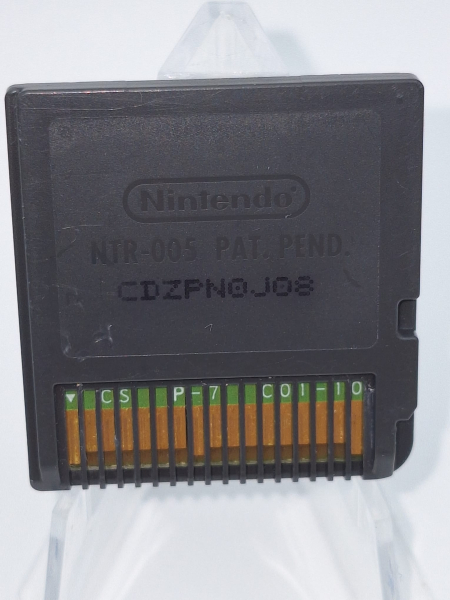 Nintendo
NTR-005 PAT. PEND.
CDZPN0J08
▼ CS P-7 C01-10